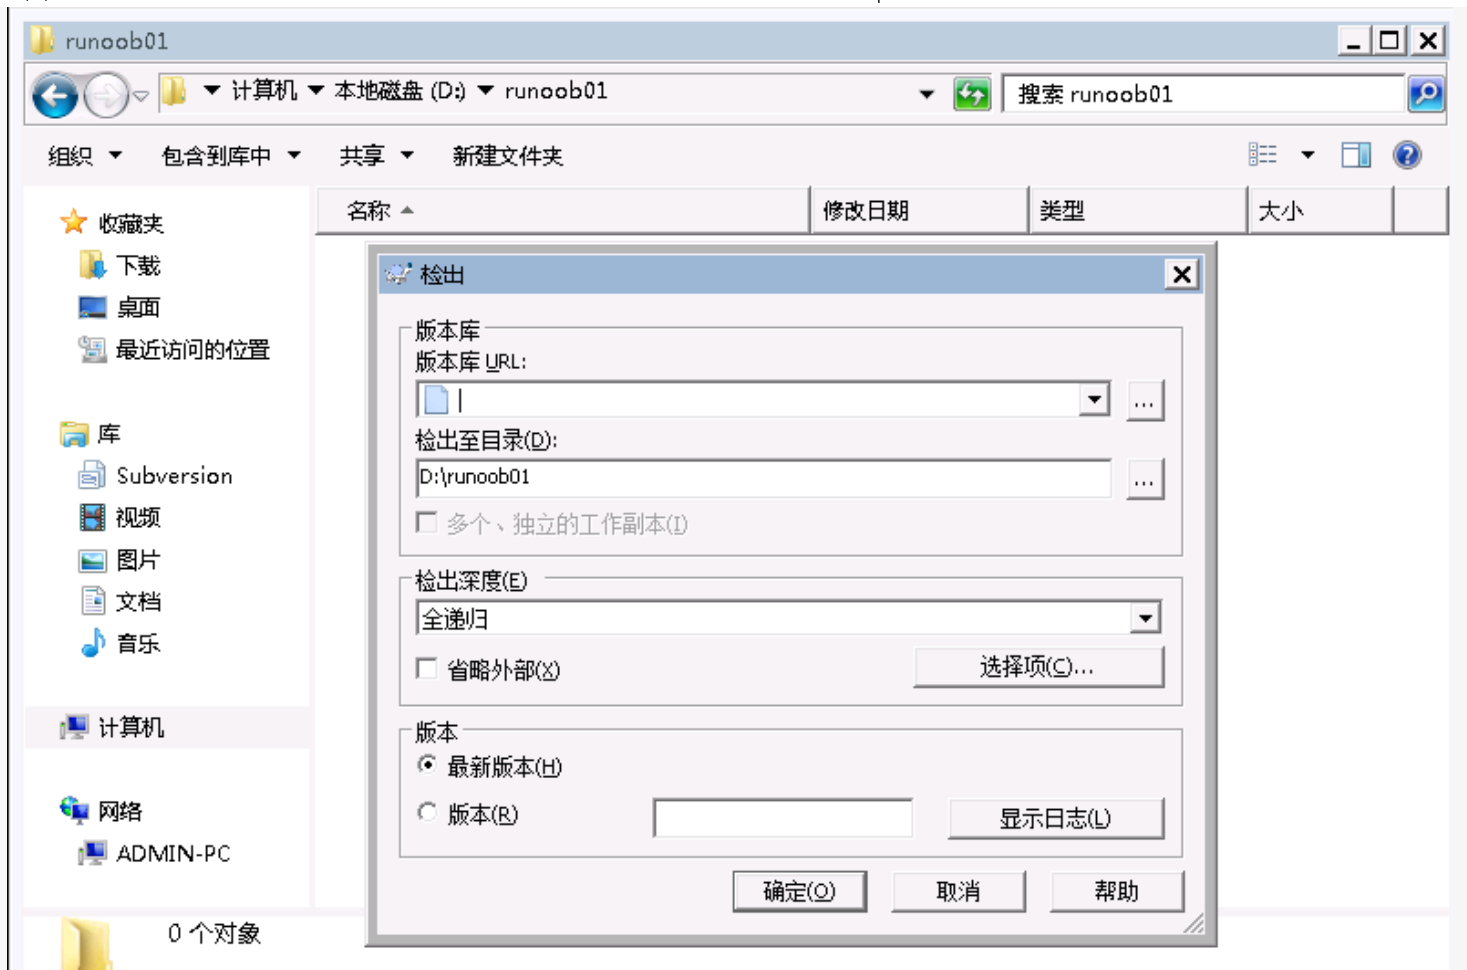 runoob01
计算机 本地磁盘 (D:) runoob01
搜索 runoob01
组织 包含到库中 共享 新建文件夹
名称 修改日期 类型 大小
收藏夹
下载
桌面
最近访问的位置
库
Subversion
视频
图片
文档
音乐
计算机
网络
ADMIN-PC
0 个对象
检出
版本库
版本库 URL:
...
检出至目录(D):
D:\runoob01
...
多个、独立的工作副本(I)
检出深度(E)
全递归
省略外部(X)
选择项(C)...
版本
最新版本(H)
版本(R)
显示日志(L)
确定(O) 取消 帮助